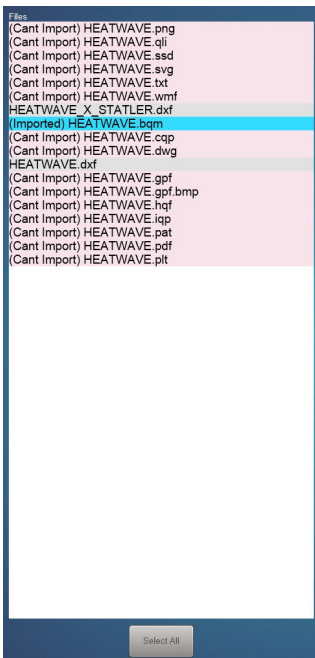 Files
(Cant Import) HEATWAVE.png
(Cant Import) HEATWAVE.qli
(Cant Import) HEATWAVE.ssd
(Cant Import) HEATWAVE.svg
(Cant Import) HEATWAVE.txt
(Cant Import) HEATWAVE.wmf
HEATWAVE_X_STATLER.dxf
(Imported) HEATWAVE.bqm
(Cant Import) HEATWAVE.cqp
(Cant Import) HEATWAVE.dwg
HEATWAVE.dxf
(Cant Import) HEATWAVE.gpf
(Cant Import) HEATWAVE.gpf.bmp
(Cant Import) HEATWAVE.hqf
(Cant Import) HEATWAVE.iqp
(Cant Import) HEATWAVE.pat
(Cant Import) HEATWAVE.pdf
(Cant Import) HEATWAVE.plt
Select All